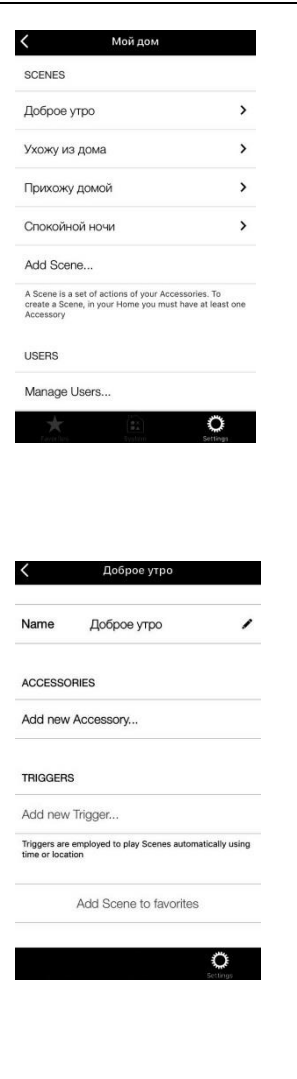 Мой дом
SCENES
Доброе утро
Ухожу из дома
Прихожу домой
Спокойной ночи
Add Scene...
A Scene is a set of actions of your Accessories. To
create a Scene, in your Home you must have at least one
Accessory
USERS
Manage Users...
Favorites System Settings
Доброе утро
Name Доброе утро
ACCESSORIES
Add new Accessory...
TRIGGERS
Add new Trigger...
Triggers are employed to play Scenes automatically using
time or location
Add Scene to favorites
Settings